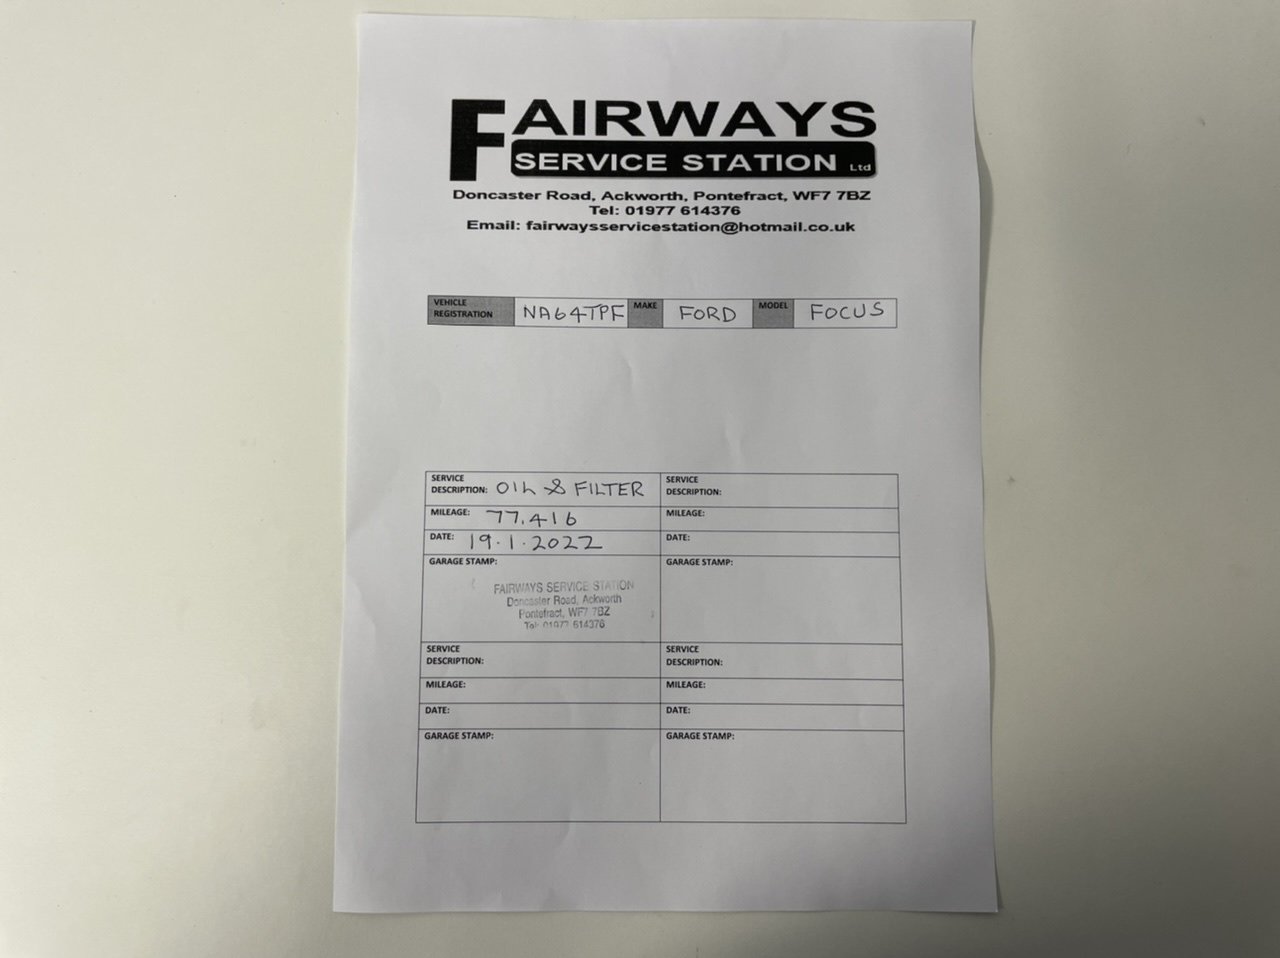 FAIRWAYS
SERVICE STATION Ltd
Doncaster Road, Ackworth, Pontefract, WF7 7BZ
Tel: 01977 614376
Email: fairwaysservicestation@hotmail.co.uk
VEHICLE REGISTRATION NA64TPF MAKE FORD MODEL FOCUS
SERVICE DESCRIPTION: OIL & FILTER
MILEAGE: 77,416
DATE: 19.1.2022
GARAGE STAMP:
FAIRWAYS SERVICE STATION
Doncaster Road, Ackworth
Pontefract, WF7 7BZ
Tel: 01977 614376
SERVICE DESCRIPTION:
MILEAGE:
DATE:
GARAGE STAMP:
SERVICE DESCRIPTION:
MILEAGE:
DATE:
GARAGE STAMP:
SERVICE DESCRIPTION:
MILEAGE:
DATE:
GARAGE STAMP: